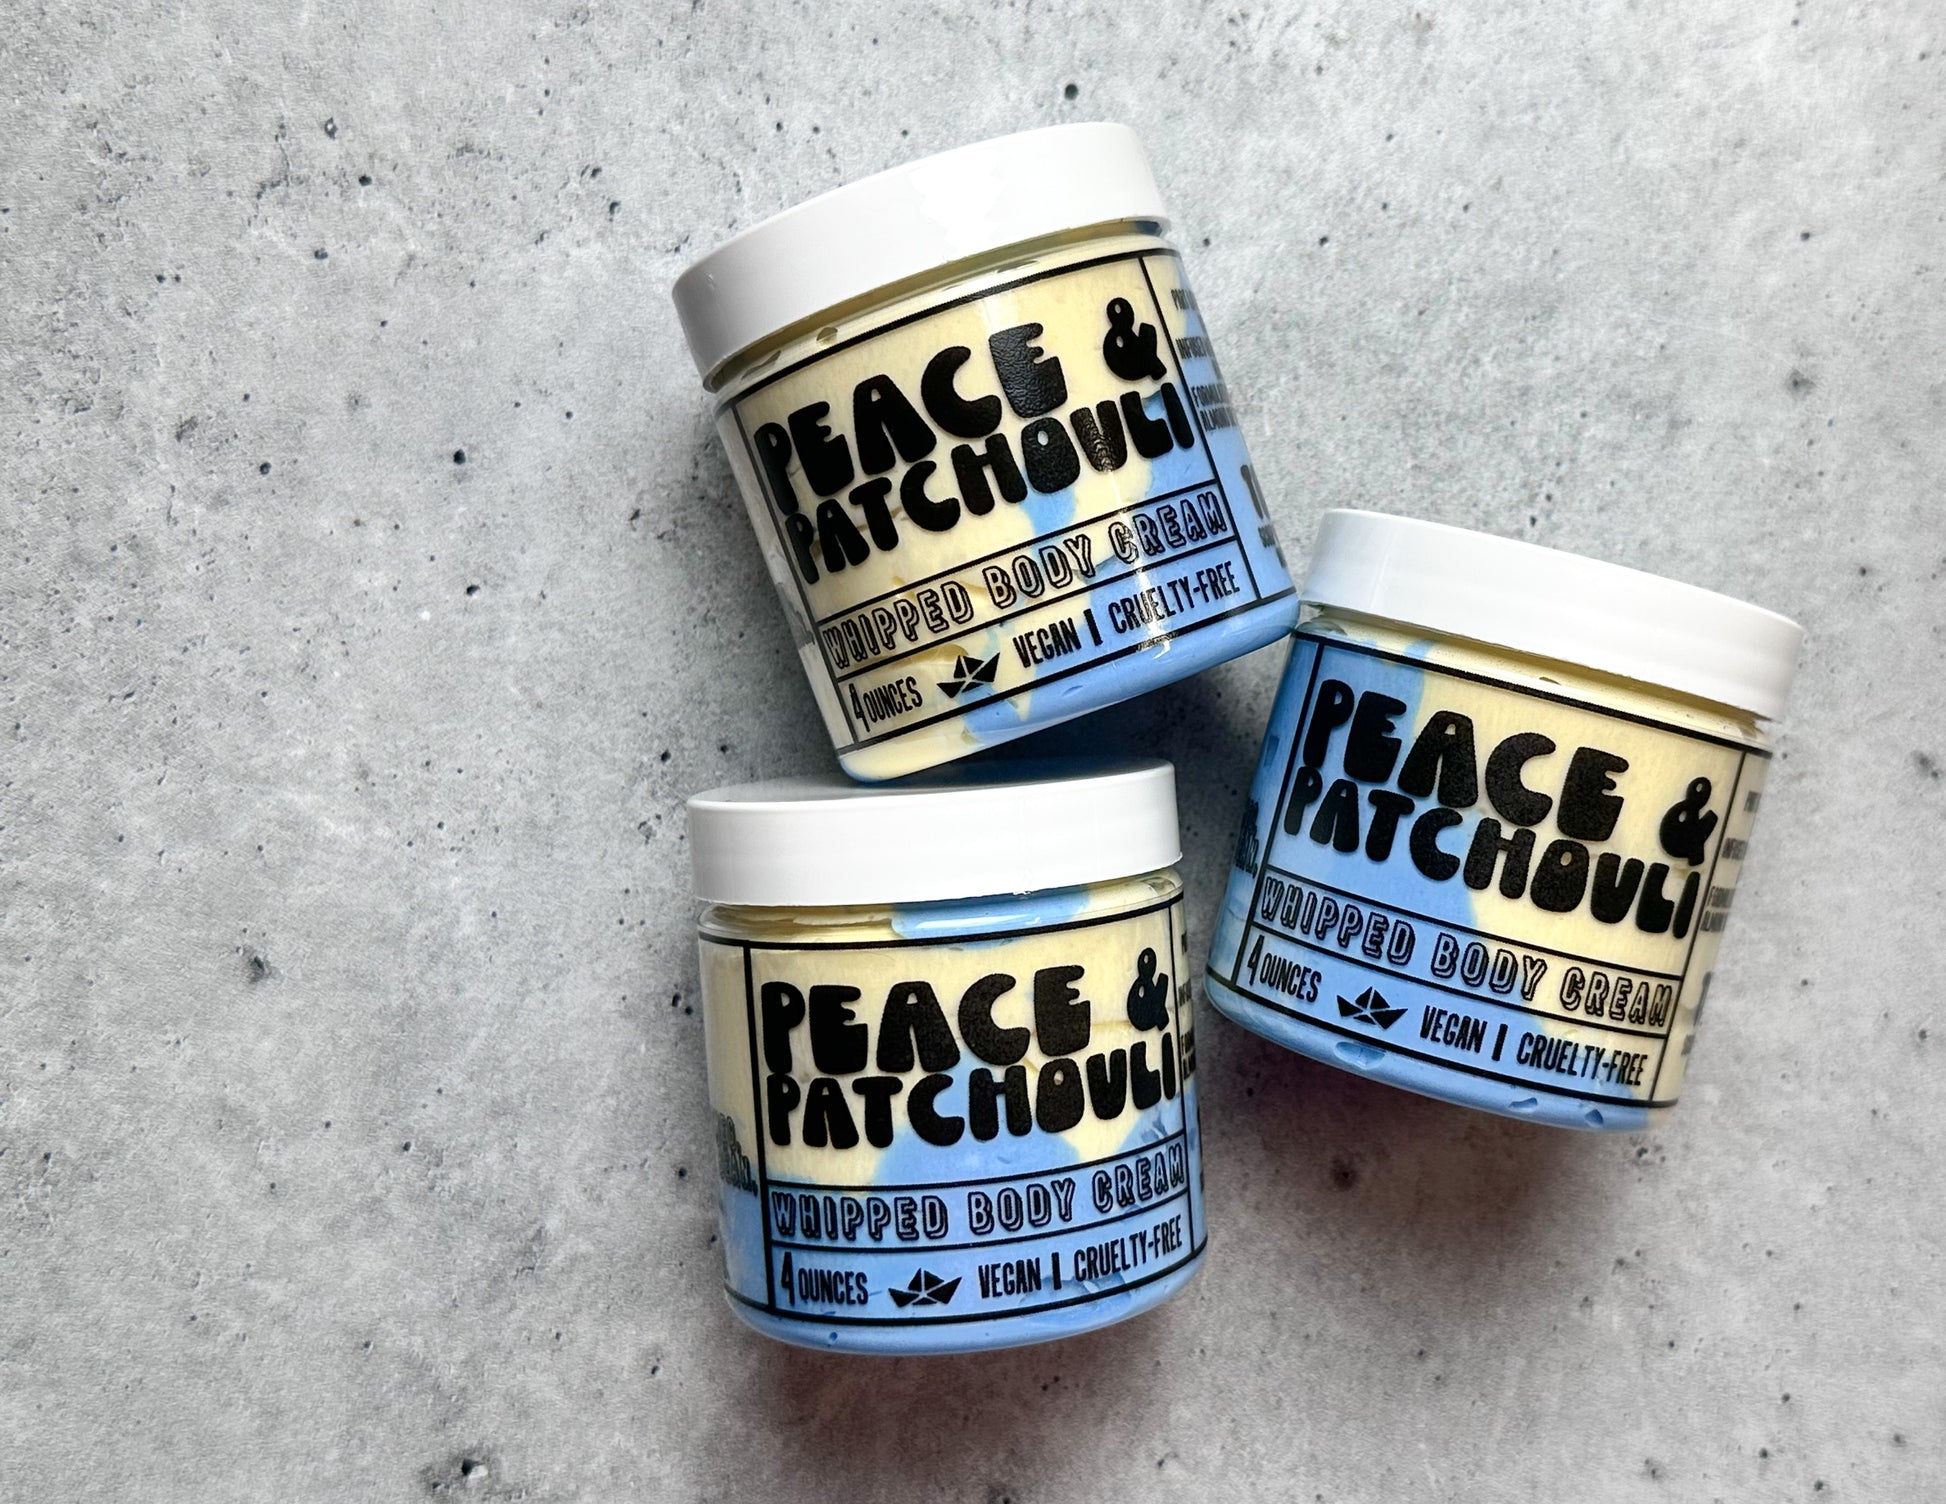 PEACE &
PATCHOULI
WHIPPED BODY CREAM
4 OUNCES VEGAN | CRUELTY-FREE
PEACE &
PATCHOULI
WHIPPED BODY CREAM
4 OUNCES VEGAN | CRUELTY-FREE
PEACE &
PATCHOULI
WHIPPED BODY CREAM
4 OUNCES VEGAN | CRUELTY-FREE